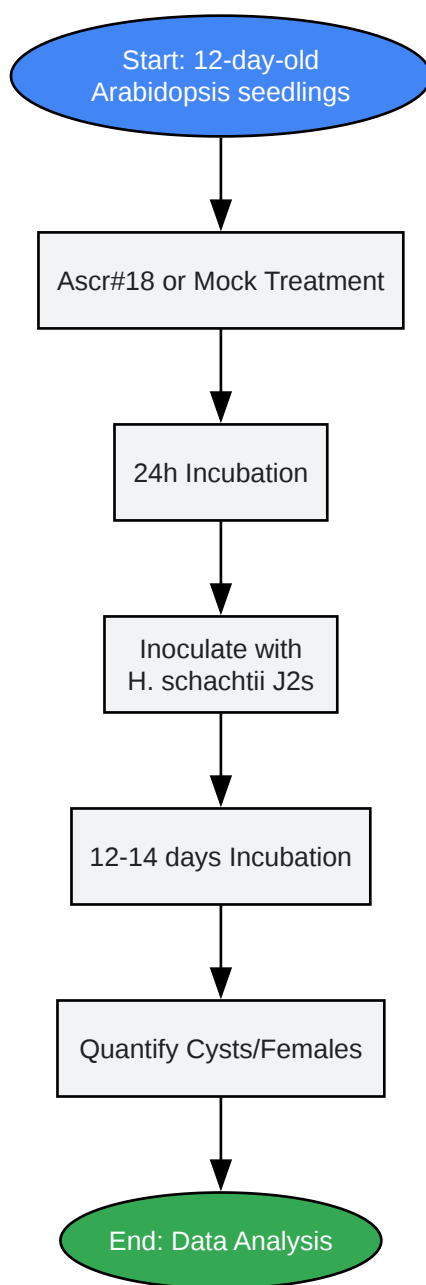 Start: 12-day-old
Arabidopsis seedlings
Ascr#18 or Mock Treatment
24h Incubation
Inoculate with
H. schachtii J2s
12-14 days Incubation
Quantify Cysts/Females
End: Data Analysis